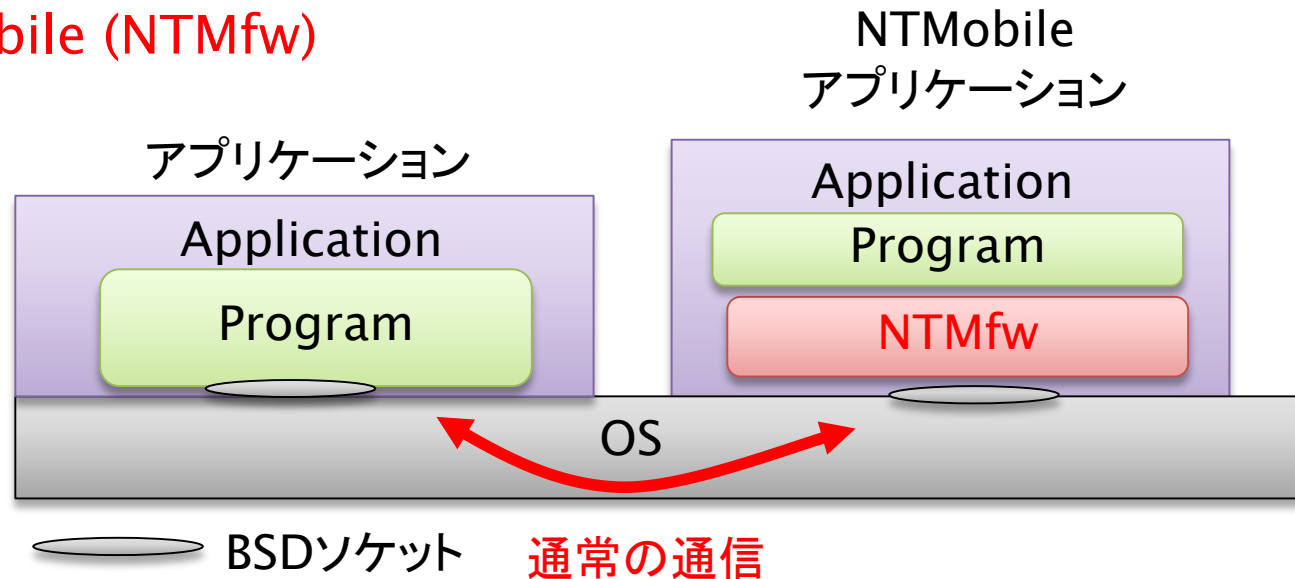 bile (NTMfw)
NTMobile
アプリケーション
アプリケーション
Application
Program
Application
Program
NTMfw
OS
BSDソケット
通常の通信